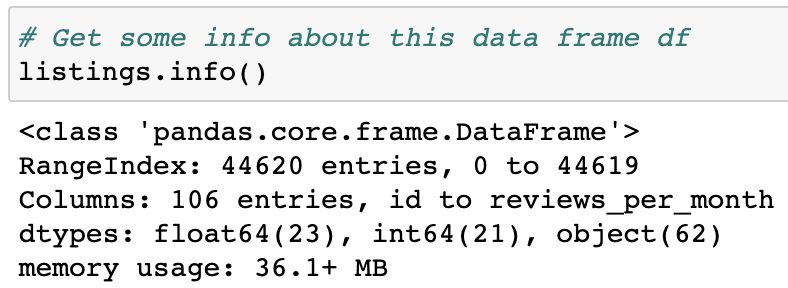 # Get some info about this data frame df
listings.info()
<class 'pandas.core.frame.DataFrame'>
RangeIndex: 44620 entries, 0 to 44619
Columns: 106 entries, id to reviews_per_month
dtypes: float64(23), int64(21), object(62)
memory usage: 36.1+ MB